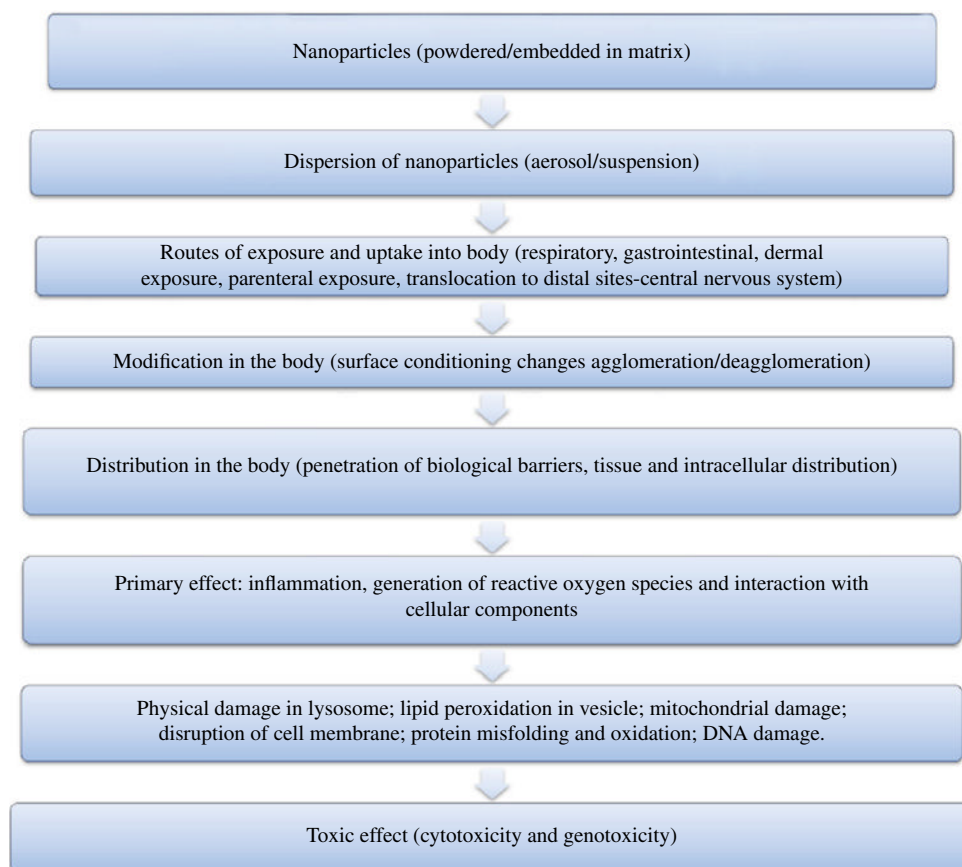 Nanoparticles (powdered/embedded in matrix)
Dispersion of nanoparticles (aerosol/suspension)
Routes of exposure and uptake into body (respiratory, gastrointestinal, dermal
exposure, parenteral exposure, translocation to distal sites-central nervous system)
Modification in the body (surface conditioning changes agglomeration/deagglomeration)
Distribution in the body (penetration of biological barriers, tissue and intracellular distribution)
Primary effect: inflammation, generation of reactive oxygen species and interaction with
cellular components
Physical damage in lysosome; lipid peroxidation in vesicle; mitochondrial damage;
disruption of cell membrane; protein misfolding and oxidation; DNA damage.
Toxic effect (cytotoxicity and genotoxicity)